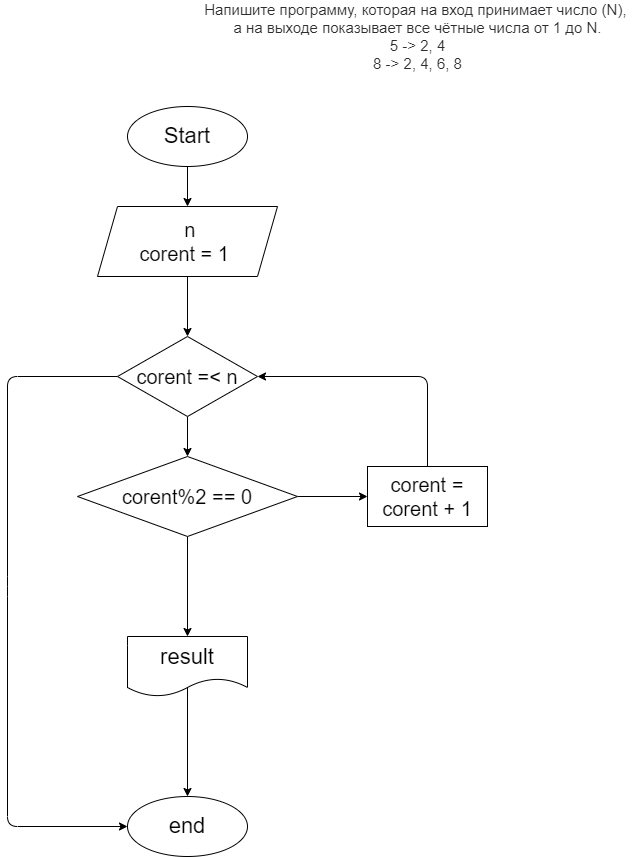 Напишите программу, которая на вход принимает число (N),
а на выходе показывает все чётные числа от 1 до N.
5 -> 2, 4
8 -> 2, 4, 6, 8
Start
n
corent = 1
corent =< n
corent%2 == 0
corent =
corent + 1
result
end